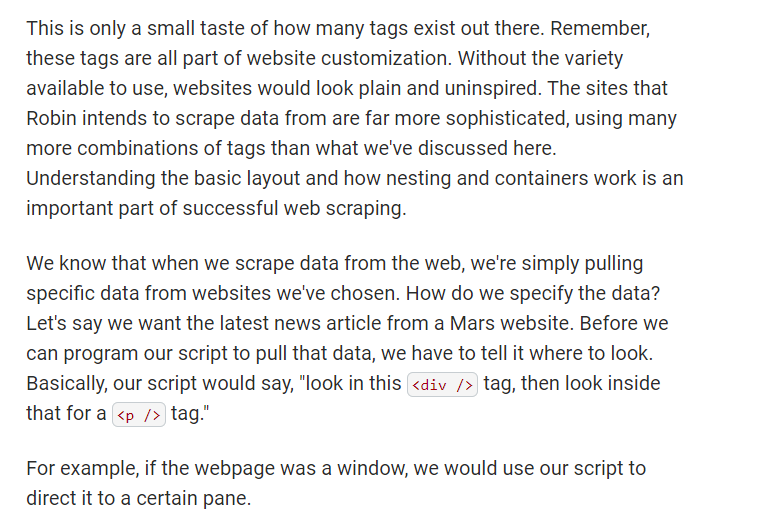 This is only a small taste of how many tags exist out there. Remember,
these tags are all part of website customization. Without the variety
available to use, websites would look plain and uninspired. The sites that
Robin intends to scrape data from are far more sophisticated, using many
more combinations of tags than what we've discussed here.
Understanding the basic layout and how nesting and containers work is an
important part of successful web scraping.
We know that when we scrape data from the web, we're simply pulling
specific data from websites we've chosen. How do we specify the data?
Let's say we want the latest news article from a Mars website. Before we
can program our script to pull that data, we have to tell it where to look.
Basically, our script would say, "look in this <div /> tag, then look inside
that for a <p /> tag."
For example, if the webpage was a window, we would use our script to
direct it to a certain pane.